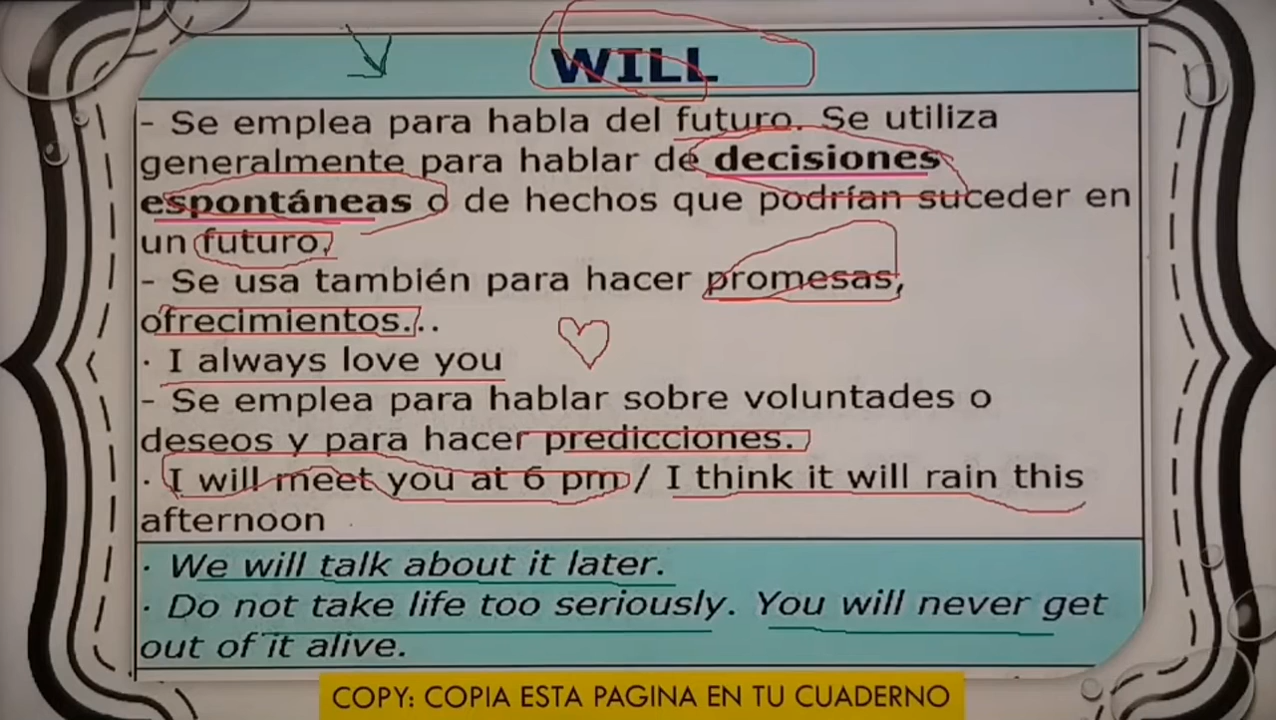 WILL
- Se emplea para habla del futuro. Se utiliza
generalmente para hablar de decisiones
espontáneas o de hechos que podrían suceder en
un futuro.
- Se usa también para hacer promesas,
ofrecimientos...
· I always love you
- Se emplea para hablar sobre voluntades o
deseos y para hacer predicciones.
· I will meet you at 6 pm / I think it will rain this
afternoon
· We will talk about it later.
· Do not take life too seriously. You will never get
out of it alive.
COPY: COPIA ESTA PAGINA EN TU CUADERNO